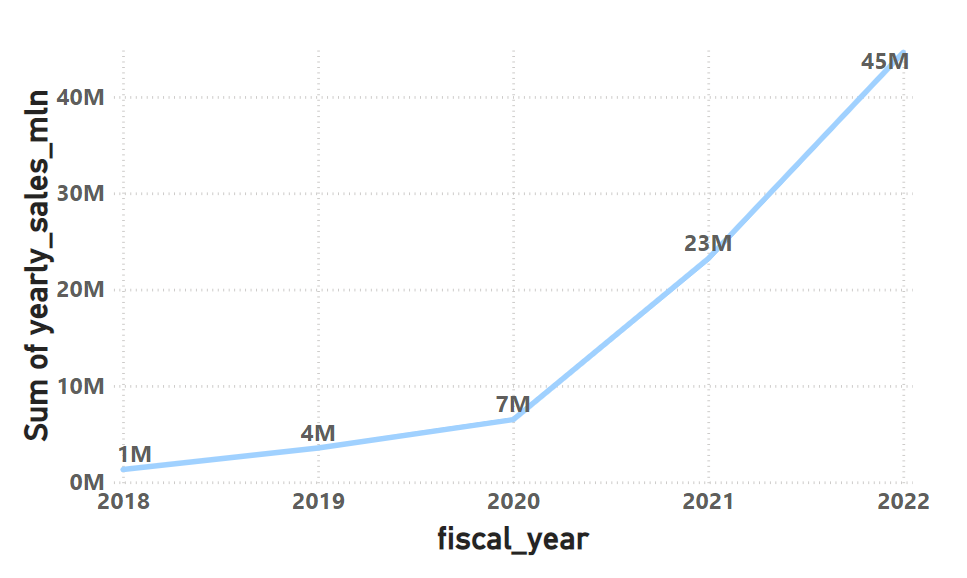 Sum of yearly_sales_mln
40M
30M
20M
10M
0M
1M
4M
7M
23M
45M
2018 2019 2020 2021 2022
fiscal_year